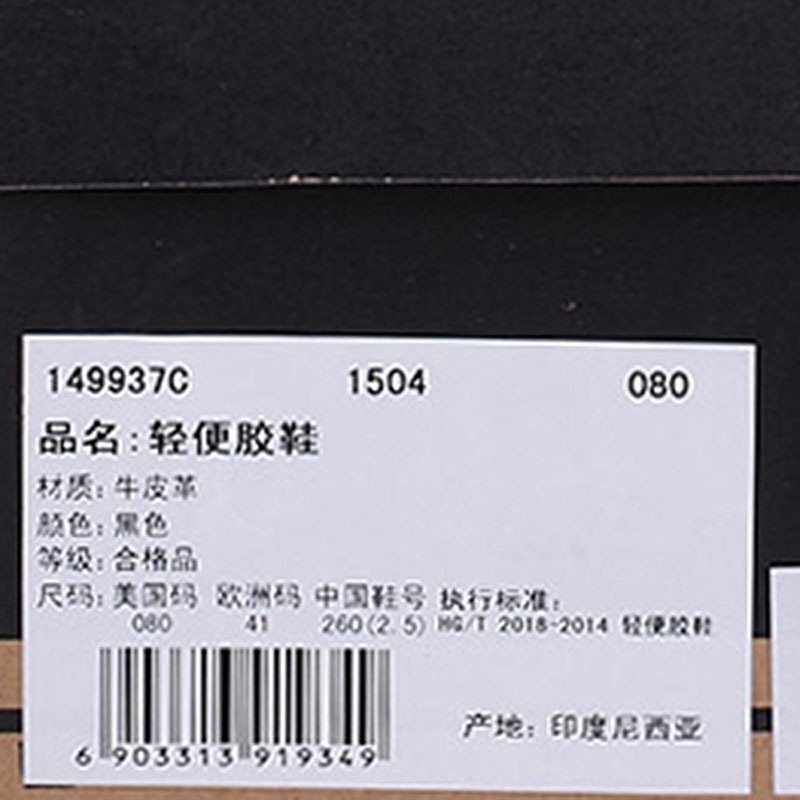 149937C 1504 080
品名:轻便胶鞋
材质:牛皮革
颜色:黑色
等级:合格品
尺码:美国码 欧洲码 中国鞋号 执行标准:
080 41 260(2.5) HG/T 2018-2014 轻便胶鞋
产地:印度尼西亚
6 903313 919349